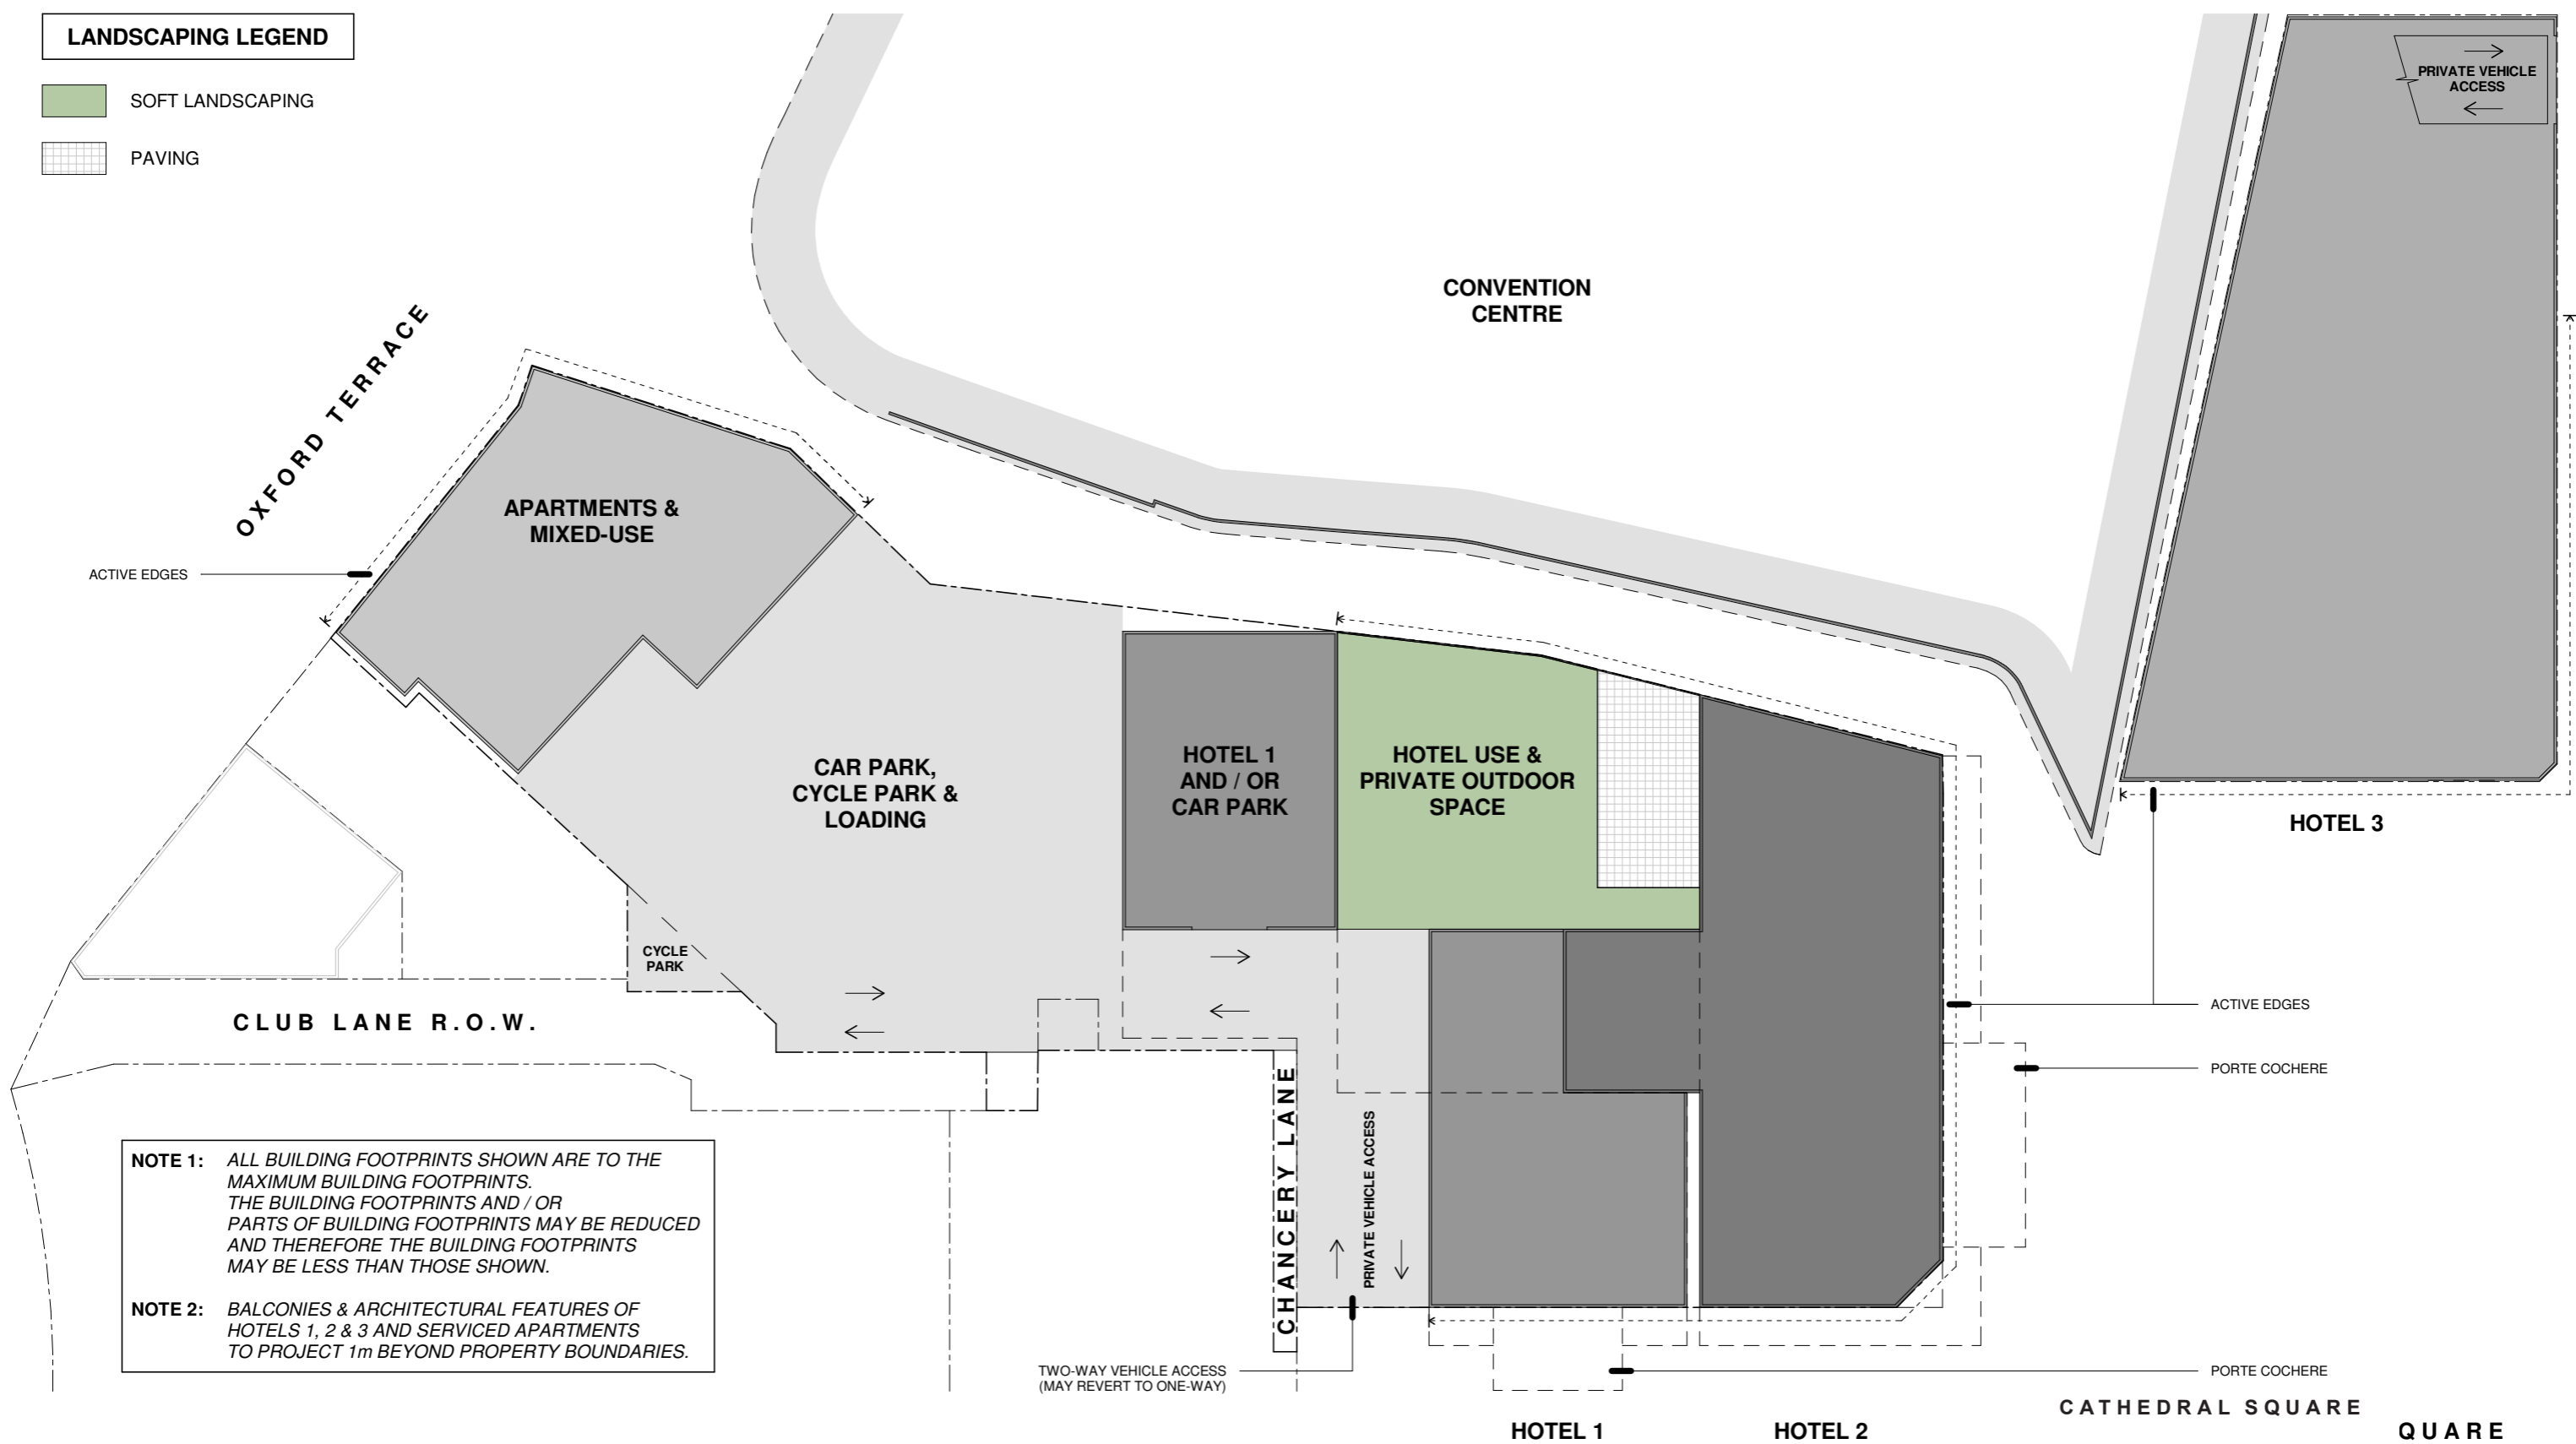 LANDSCAPING LEGEND
SOFT LANDSCAPING
PAVING
PRIVATE VEHICLE
ACCESS
CONVENTION
CENTRE
OXFORD TERRACE
APARTMENTS &
MIXED-USE
ACTIVE EDGES
CAR PARK,
CYCLE PARK &
LOADING
HOTEL 1
AND / OR
CAR PARK
HOTEL USE &
PRIVATE OUTDOOR
SPACE
HOTEL 3
CYCLE
PARK
CLUB LANE R.O.W.
ACTIVE EDGES
PORTE COCHERE
CHANCERY LANE
PRIVATE VEHICLE ACCESS
NOTE 1: ALL BUILDING FOOTPRINTS SHOWN ARE TO THE
MAXIMUM BUILDING FOOTPRINTS.
THE BUILDING FOOTPRINTS AND / OR
PARTS OF BUILDING FOOTPRINTS MAY BE REDUCED
AND THEREFORE THE BUILDING FOOTPRINTS
MAY BE LESS THAN THOSE SHOWN.
NOTE 2: BALCONIES & ARCHITECTURAL FEATURES OF
HOTELS 1, 2 & 3 AND SERVICED APARTMENTS
TO PROJECT 1m BEYOND PROPERTY BOUNDARIES.
TWO-WAY VEHICLE ACCESS
(MAY REVERT TO ONE-WAY)
PORTE COCHERE
CATHEDRAL SQUARE
HOTEL 1
HOTEL 2
QUARE